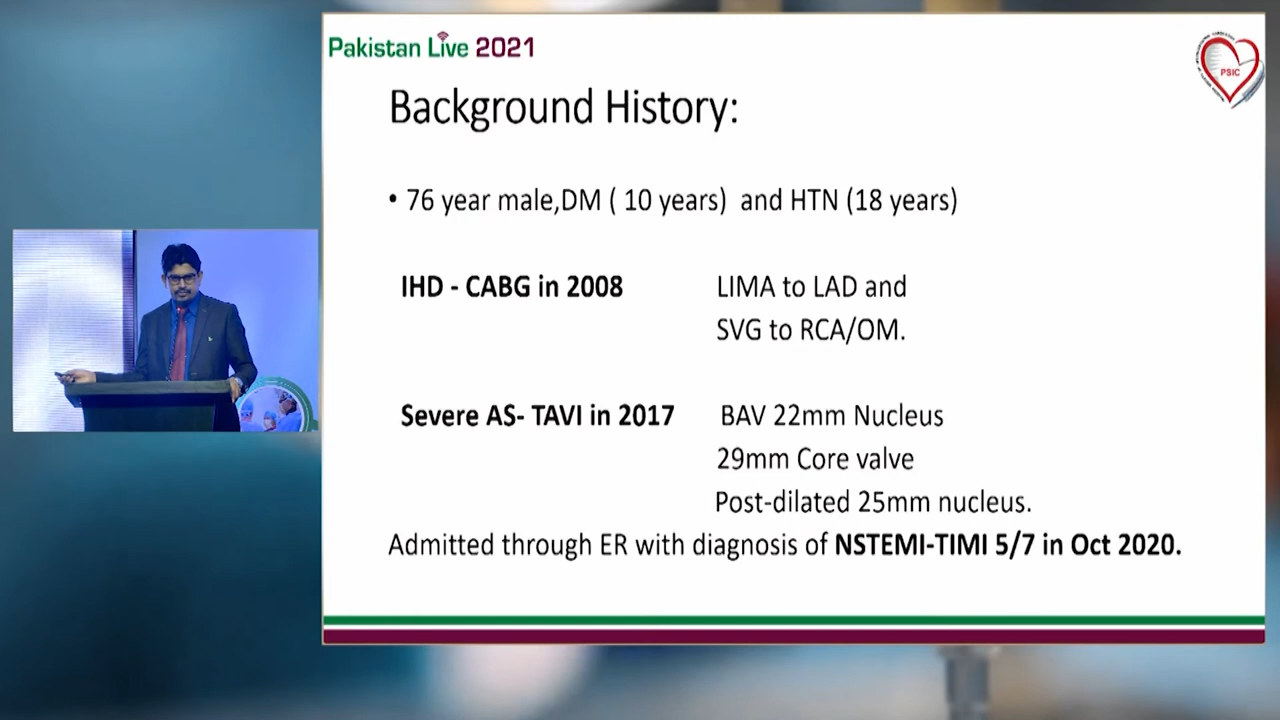 Pakistan Live 2021
PSIC
Background History:
• 76 year male,DM ( 10 years) and HTN (18 years)
IHD - CABG in 2008 LIMA to LAD and
SVG to RCA/OM.
Severe AS- TAVI in 2017 BAV 22mm Nucleus
29mm Core valve
Post-dilated 25mm nucleus.
Admitted through ER with diagnosis of NSTEMI-TIMI 5/7 in Oct 2020.